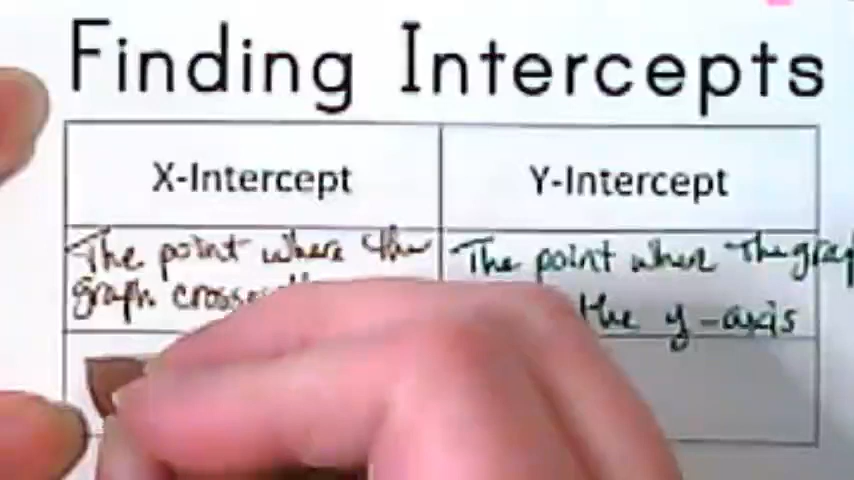 Finding Intercepts
X-Intercept
Y-Intercept
The point where the
graph
The point where the
the y-axis